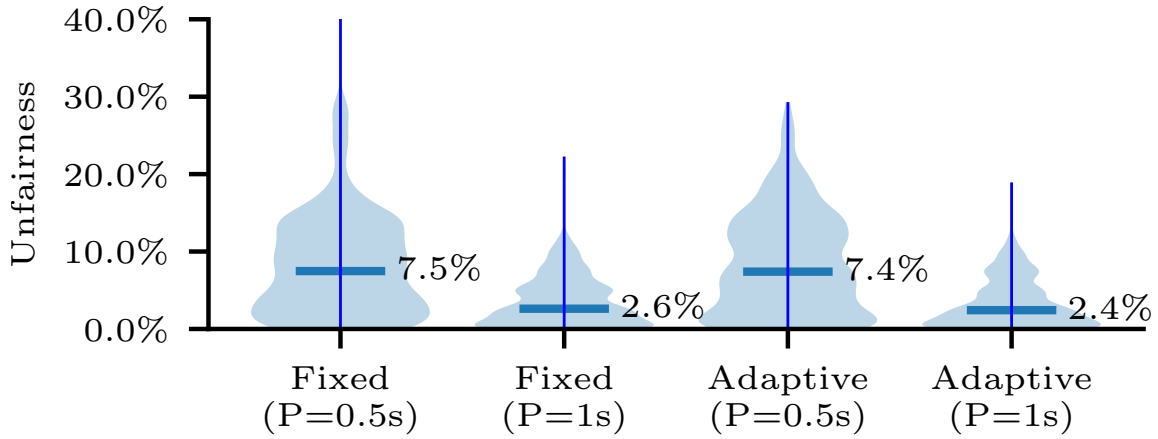 Unfairness
40.0%
30.0%
20.0%
10.0%
0.0%
7.5%
2.6%
7.4%
2.4%
Fixed
(P=0.5s)
Fixed
(P=1s)
Adaptive
(P=0.5s)
Adaptive
(P=1s)